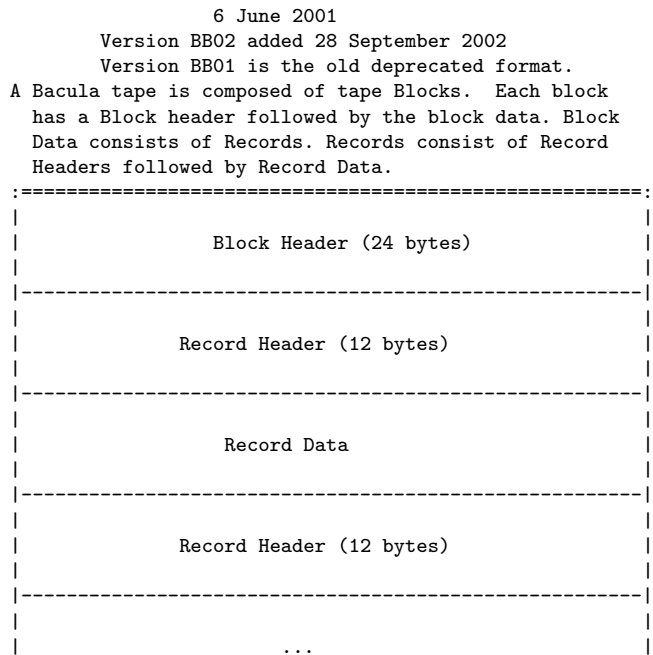 6 June 2001
Version BB02 added 28 September 2002
Version BB01 is the old deprecated format.
A Bacula tape is composed of tape Blocks.  Each block
has a Block header followed by the block data. Block
Data consists of Records. Records consist of Record
Headers followed by Record Data.
:=======================================================:
|                                                       |
|                 Block Header (24 bytes)               |
|                                                       |
|-------------------------------------------------------|
|                                                       |
|              Record Header (12 bytes)                 |
|                                                       |
|-------------------------------------------------------|
|                                                       |
|                  Record Data                          |
|                                                       |
|-------------------------------------------------------|
|                                                       |
|              Record Header (12 bytes)                 |
|                                                       |
|-------------------------------------------------------|
|                                                       |
|                       ...                             |